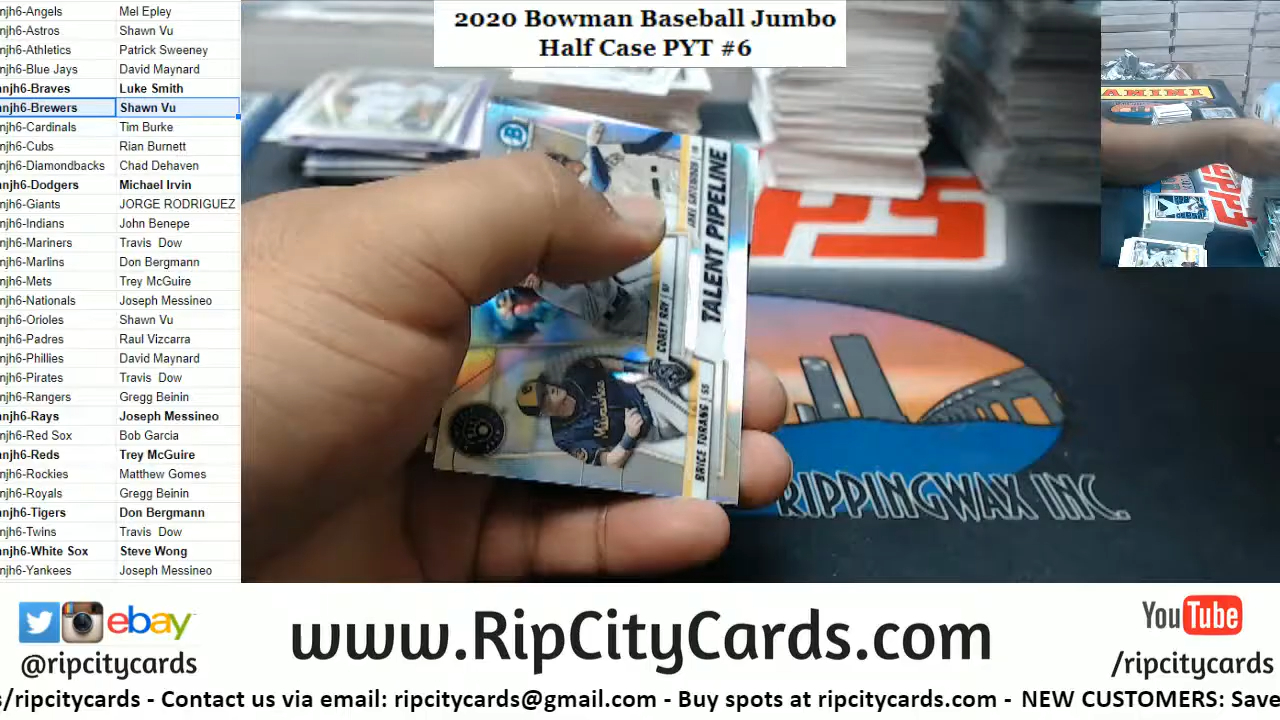 2020 Bowman Baseball Jumbo
Half Case PYT #6
njh6-Angels Mel Epley
njh6-Astros Shawn Vu
njh6-Athletics Patrick Sweeney
njh6-Blue Jays David Maynard
njh6-Braves Luke Smith
njh6-Brewers Shawn Vu
njh6-Cardinals Tim Burke
njh6-Cubs Rian Burnett
njh6-Diamondbacks Chad Dehaven
njh6-Dodgers Michael Irvin
njh6-Giants JORGE RODRIGUEZ
njh6-Indians John Benepe
njh6-Mariners Travis Dow
njh6-Marlins Don Bergmann
njh6-Mets Trey McGuire
njh6-Nationals Joseph Messineo
njh6-Orioles Shawn Vu
njh6-Padres Raul Vizcarra
njh6-Phillies David Maynard
njh6-Pirates Travis Dow
njh6-Rangers Gregg Beinin
njh6-Rays Joseph Messineo
njh6-Red Sox Bob Garcia
njh6-Reds Trey McGuire
njh6-Rockies Matthew Gomes
njh6-Royals Gregg Beinin
njh6-Tigers Don Bergmann
njh6-Twins Travis Dow
njh6-White Sox Steve Wong
njh6-Yankees Joseph Messineo
B
TALENT PIPELINE
COREY RAY | OF
BRICE TURANG | SS
Milwaukee
PS
RIPPINGWAX INC.
PANINI
ebay
@ripcitycards
www.RipCityCards.com
YouTube
/ripcitycards
s/ripcitycards - Contact us via email: ripcitycards@gmail.com - Buy spots at ripcitycards.com - NEW CUSTOMERS: Save